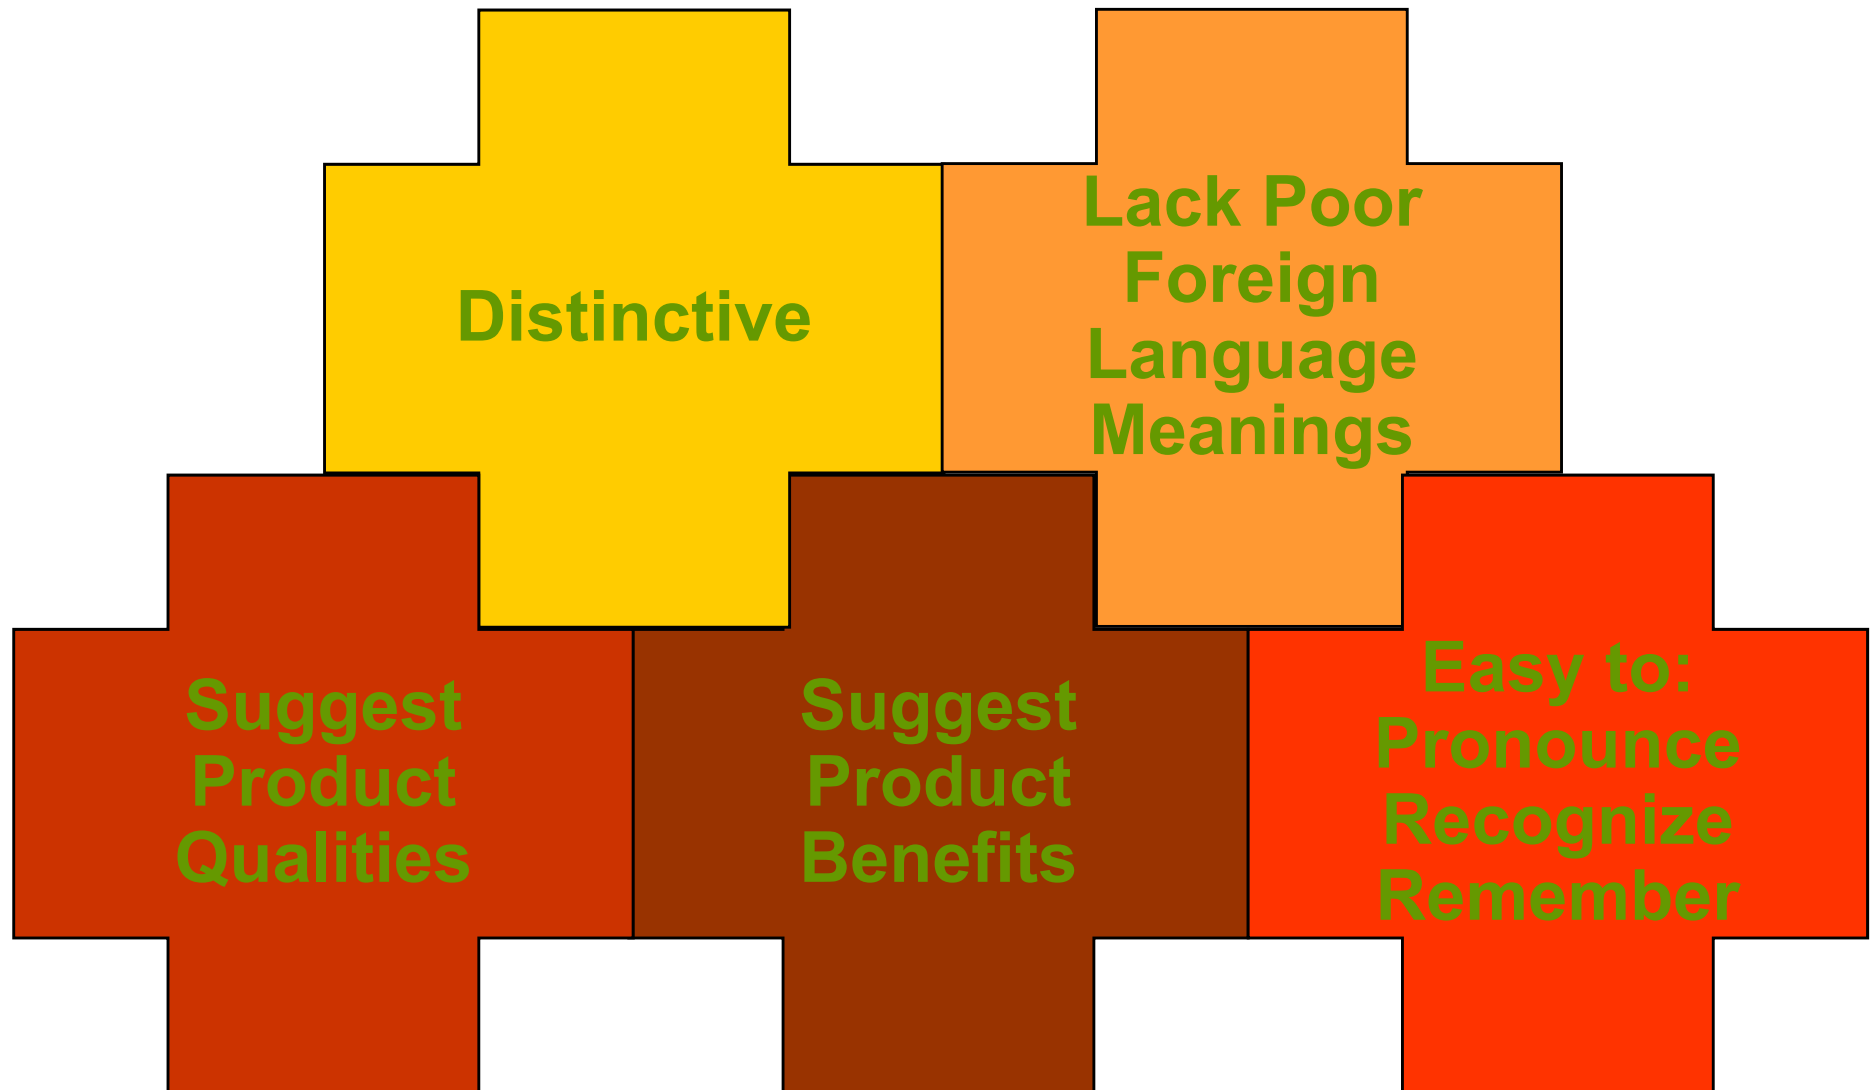 Distinctive
Lack Poor
Foreign
Language
Meanings
Suggest
Product
Qualities
Suggest
Product
Benefits
Easy to:
Pronounce
Recognize
Remember